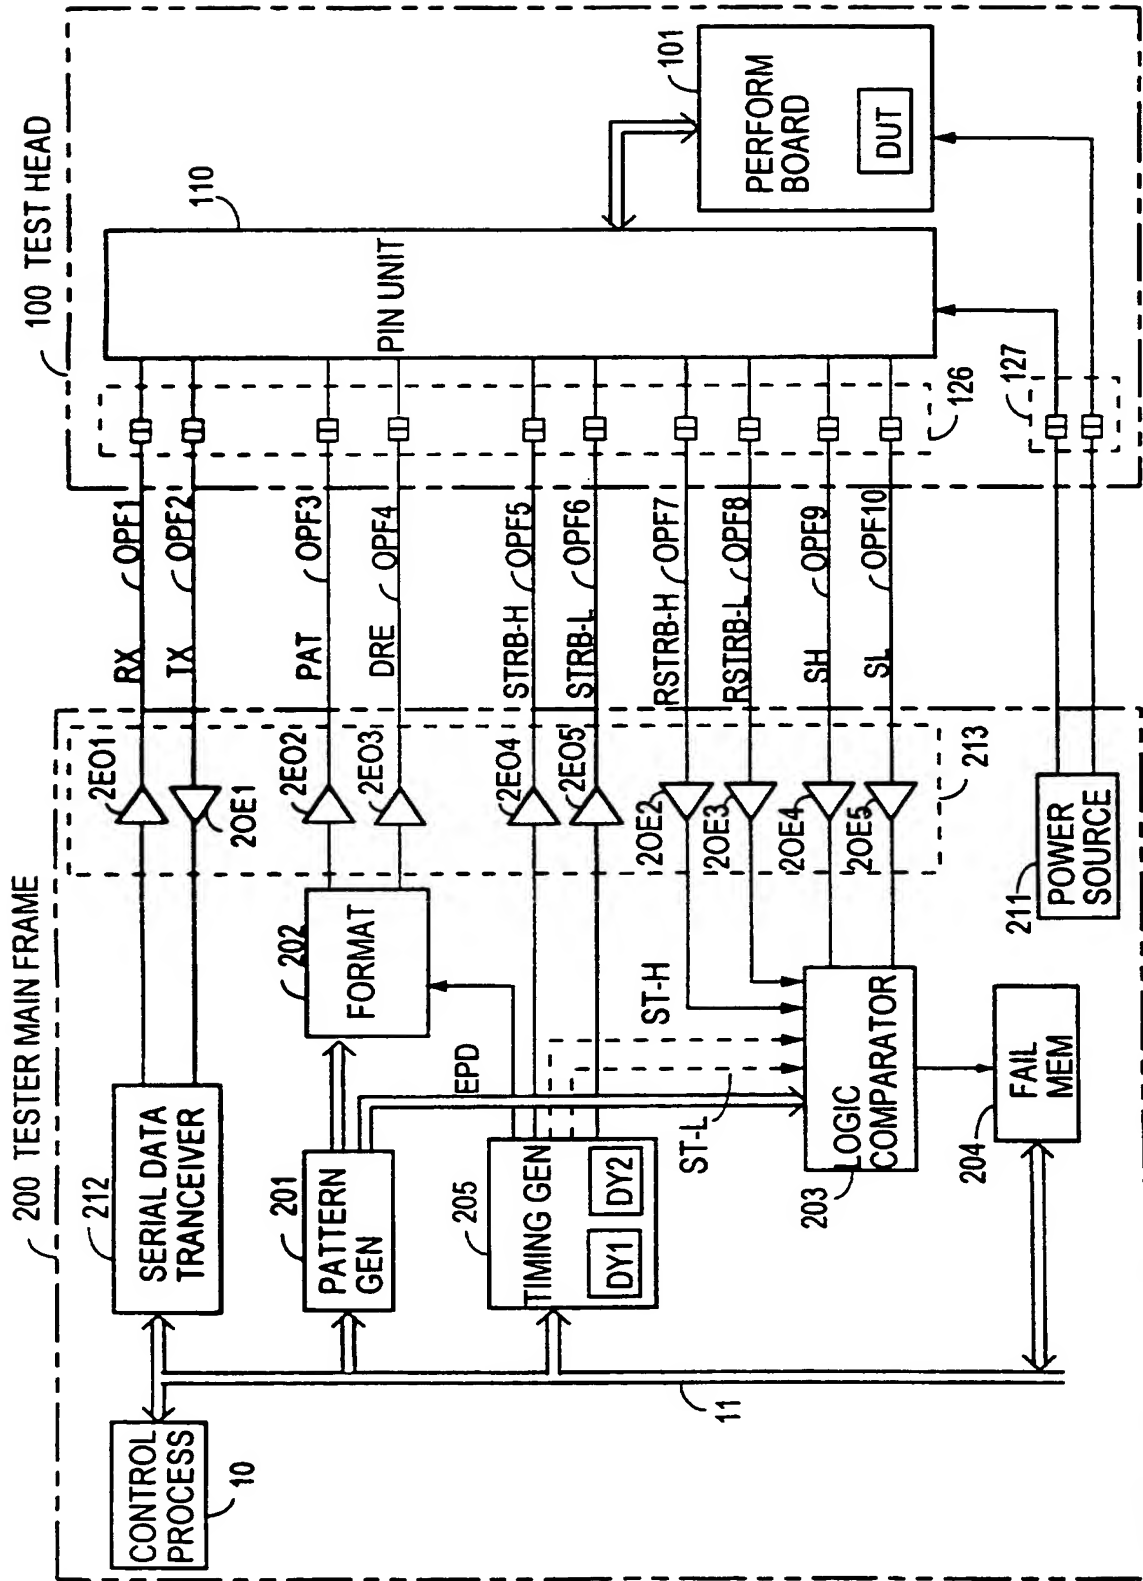 200 TESTER MAIN FRAME
100 TEST HEAD
CONTROL
PROCESS
10
11
212
SERIAL DATA
TRANCEIVER
2EO1
2OE1
RX
OPF1
TX
OPF2
201
PATTERN
GEN
202
FORMAT
2EO2
2EO3
PAT
OPF3
DRE
OPF4
EPD
205
TIMING GEN
DY1
DY2
2EO4
2EO5
STRB-H
OPF5
STRB-L
OPF6
ST-H
ST-L
2OE2
2OE3
2OE4
2OE5
RSTRB-H
OPF7
RSTRB-L
OPF8
SH
OPF9
SL
OPF10
203
LOGIC
COMPARATOR
204
FAIL
MEM
213
211
POWER
SOURCE
110
PIN UNIT
126
127
101
PERFORM
BOARD
DUT